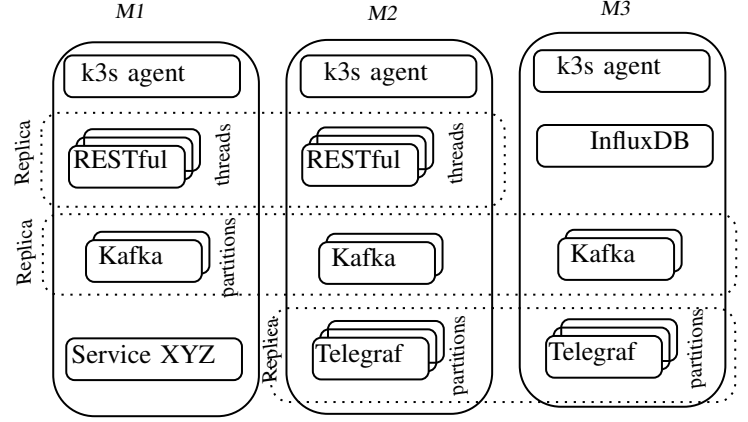 M1
M2
M3
k3s agent
k3s agent
k3s agent
Replica
RESTful
threads
RESTful
threads
InfluxDB
Replica
Kafka
partitions
Kafka
Kafka
Service XYZ
Replica
Telegraf
partitions
Telegraf
partitions